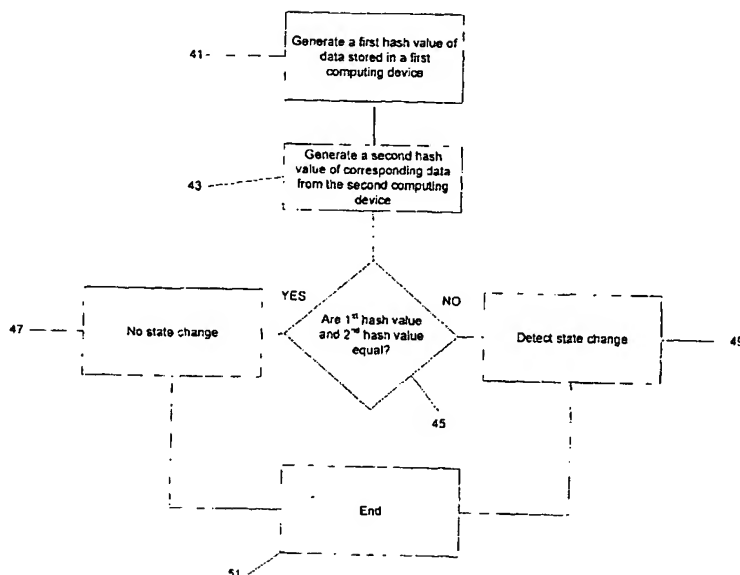 Generate a first hash value of
data stored in a first
computing device
41
Generate a second hash
value of corresponding data
from the second computing
device
43
YES
NO
Are 1st hash value
and 2nd hash value
equal?
No state change
47
Detect state change
49
45
End
51